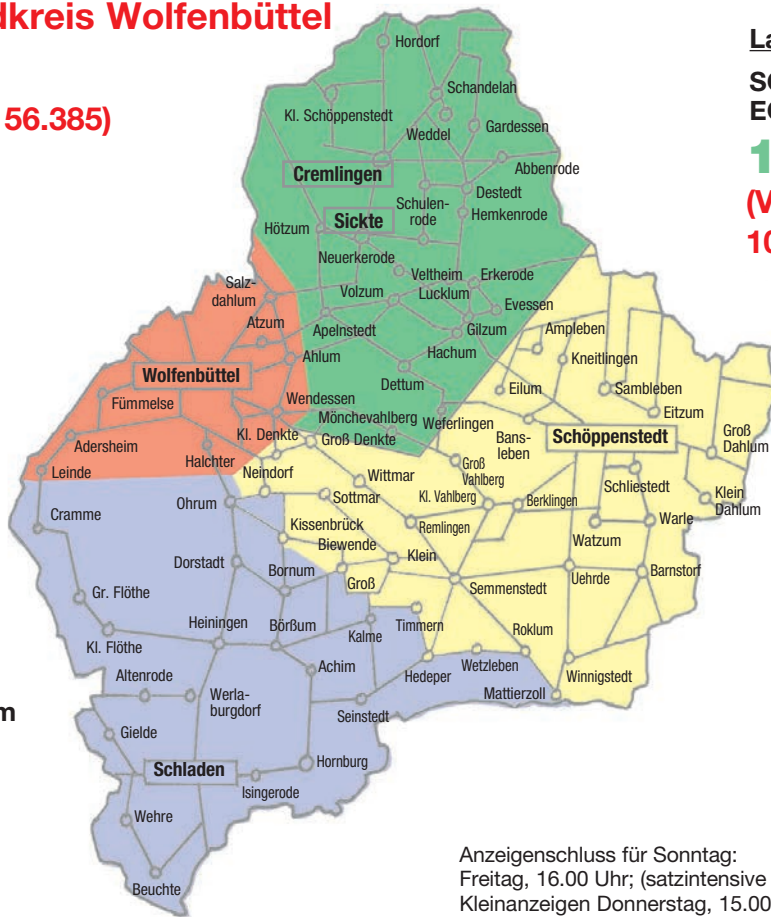 dkreis Wolfenbüttel
56.385)
Hordorf
Schandelah
Kl. Schöppenstedt
Weddel
Gardessen
Abbenrode
Cremlingen
Destedt
Schulen-
rode
Hemkenrode
Sickte
Hötzum
Neuerkerode
Veltheim
Erkerode
Lucklum
Volzum
Evessen
Salz-
dahlum
Atzum
Apelnstedt
Gilzum
Hachum
Ahlum
Ampleben
Kneitlingen
Wolfenbüttel
Dettum
Eilum
Sambleben
Fümmelse
Wendessen
Mönchevahlberg
Weferlingen
Eitzum
Adersheim
Kl. Denkte
Groß Denkte
Bans-
leben
Schöppenstedt
Groß
Dahlum
Leinde
Halchter
Neindorf
Wittmar
Groß
Vahlberg
Schliestedt
Klein
Dahlum
Cramme
Ohrum
Sottmar
Kl. Vahlberg
Berklingen
Kissenbrück
Remlingen
Watzum
Warle
Biewende
Klein
Dorstadt
Bornum
Groß
Semmenstedt
Uehrde
Barnstorf
Gr. Flöthe
Heiningen
Börßum
Kalme
Timmern
Roklum
Kl. Flöthe
Achim
Hedeper
Wetzleben
Winnigstedt
Altenrode
Werla-
burgdorf
Seinstedt
Mattierzoll
m
Gielde
Schladen
Hornburg
Isingerode
Wehre
Beuchte
La
SC
EC
1
(V
10
Anzeigenschluss für Sonntag:
Freitag, 16.00 Uhr; (satzintensive
Kleinanzeigen Donnerstag, 15.00